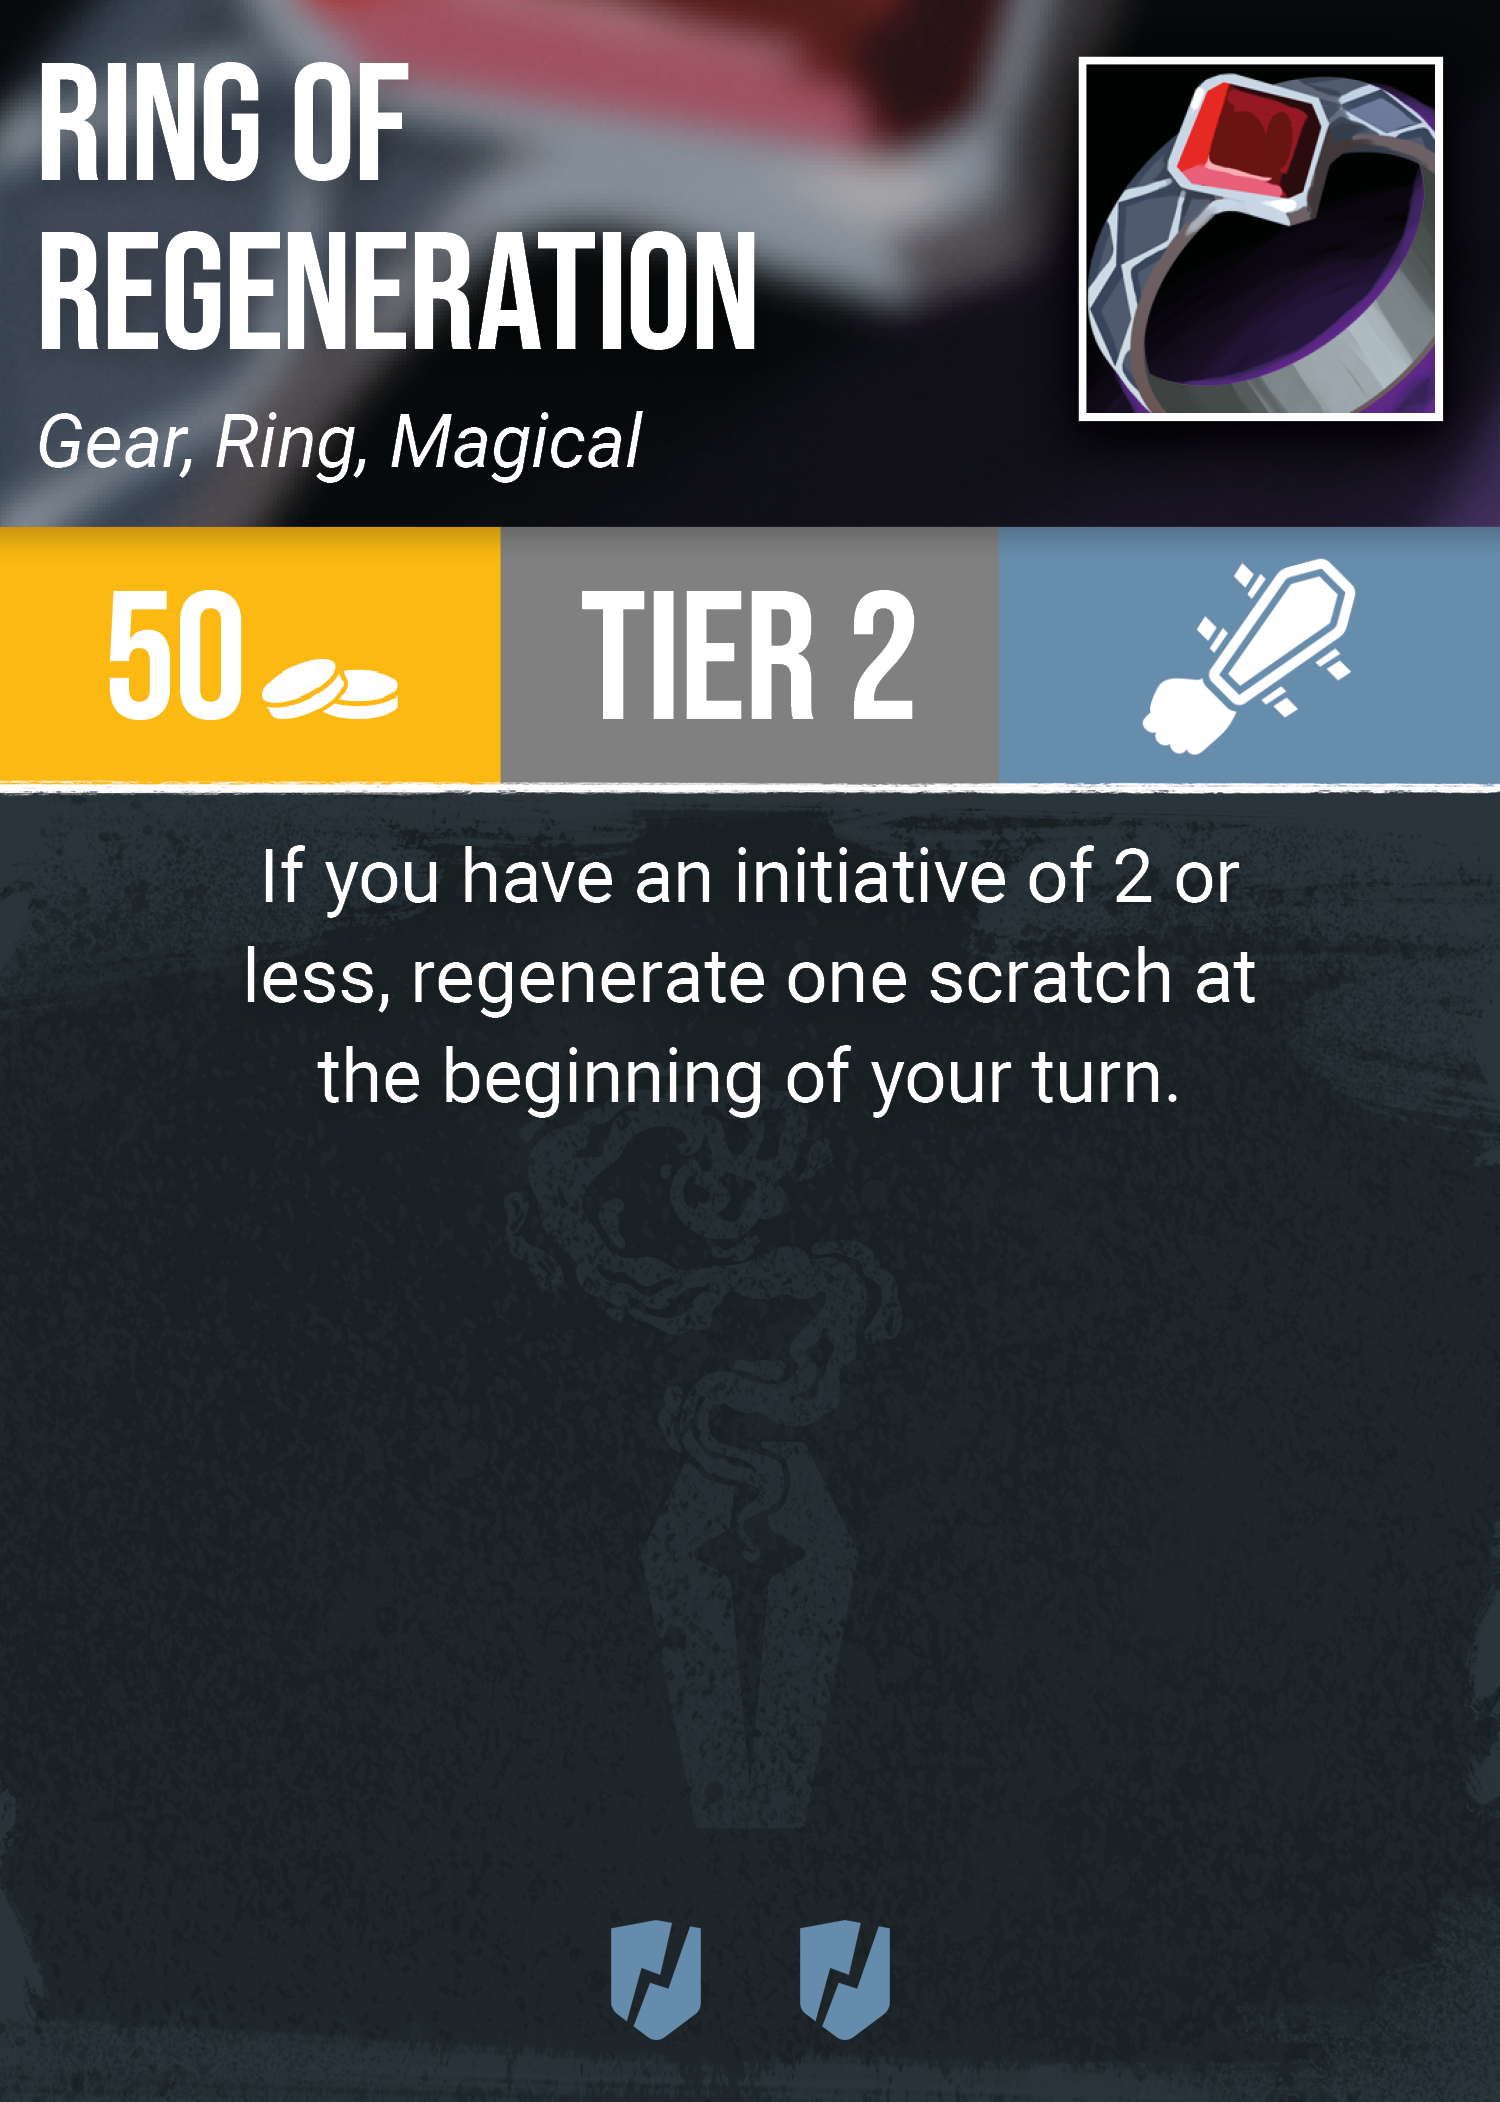 RING OF
REGENERATION
Gear, Ring, Magical
50
TIER 2
If you have an initiative of 2 or
less, regenerate one scratch at
the beginning of your turn.